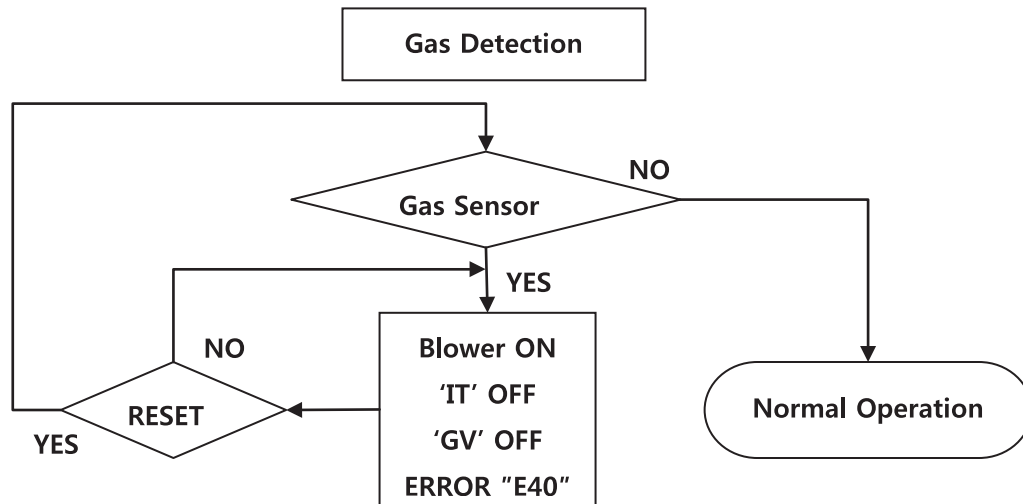 Gas Detection
NO
Gas Sensor
YES
Blower ON
NO
‘IT’ OFF
RESET
Normal Operation
YES
‘GV’ OFF
ERROR ”E40”